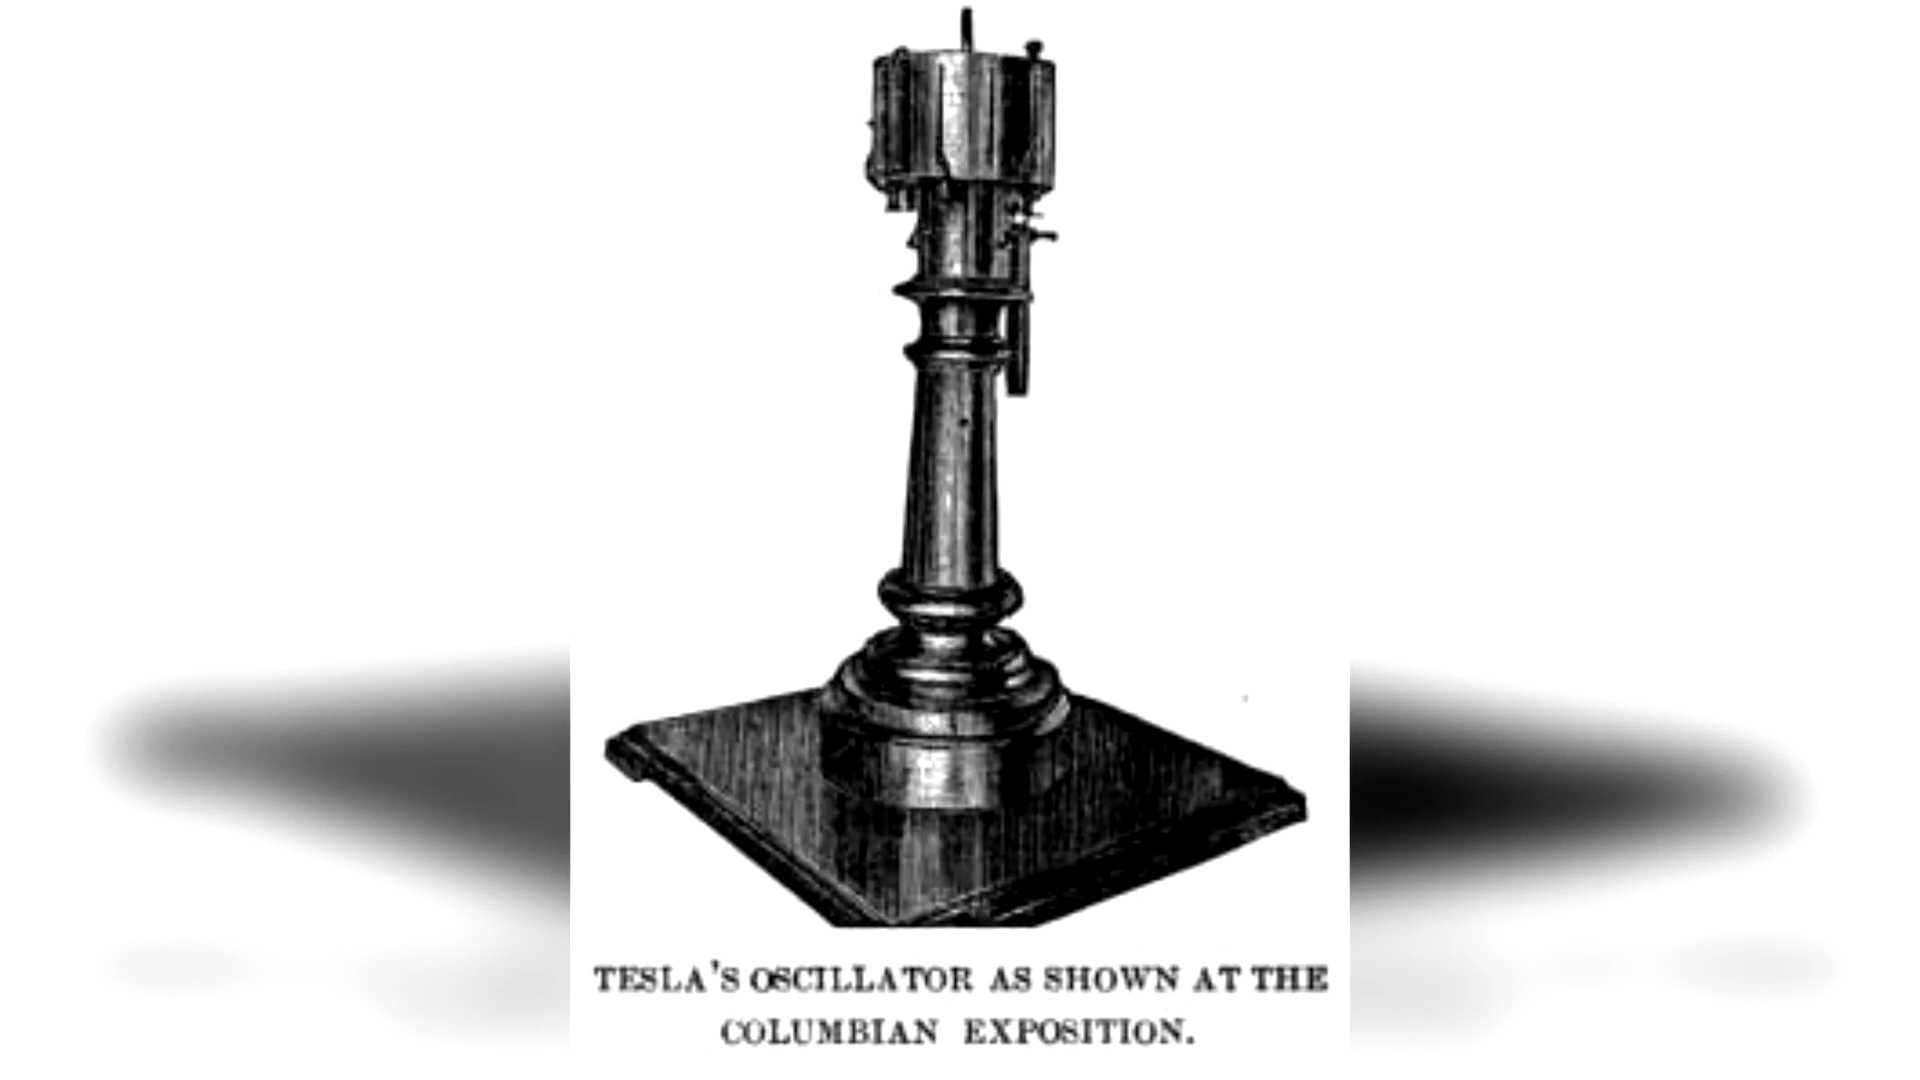 TESLA'S OSCILLATOR AS SHOWN AT THE
COLUMBIAN EXPOSITION.